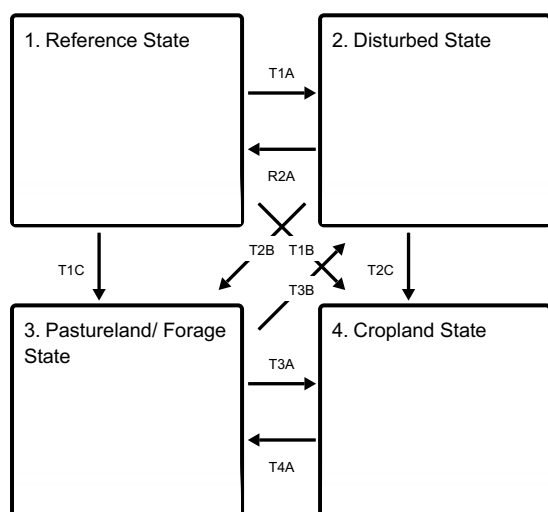 1. Reference State
2. Disturbed State
T1A
R2A
T2B
T1B
T1C
T2C
T3B
3. Pastureland/ Forage
State
4. Cropland State
T3A
T4A